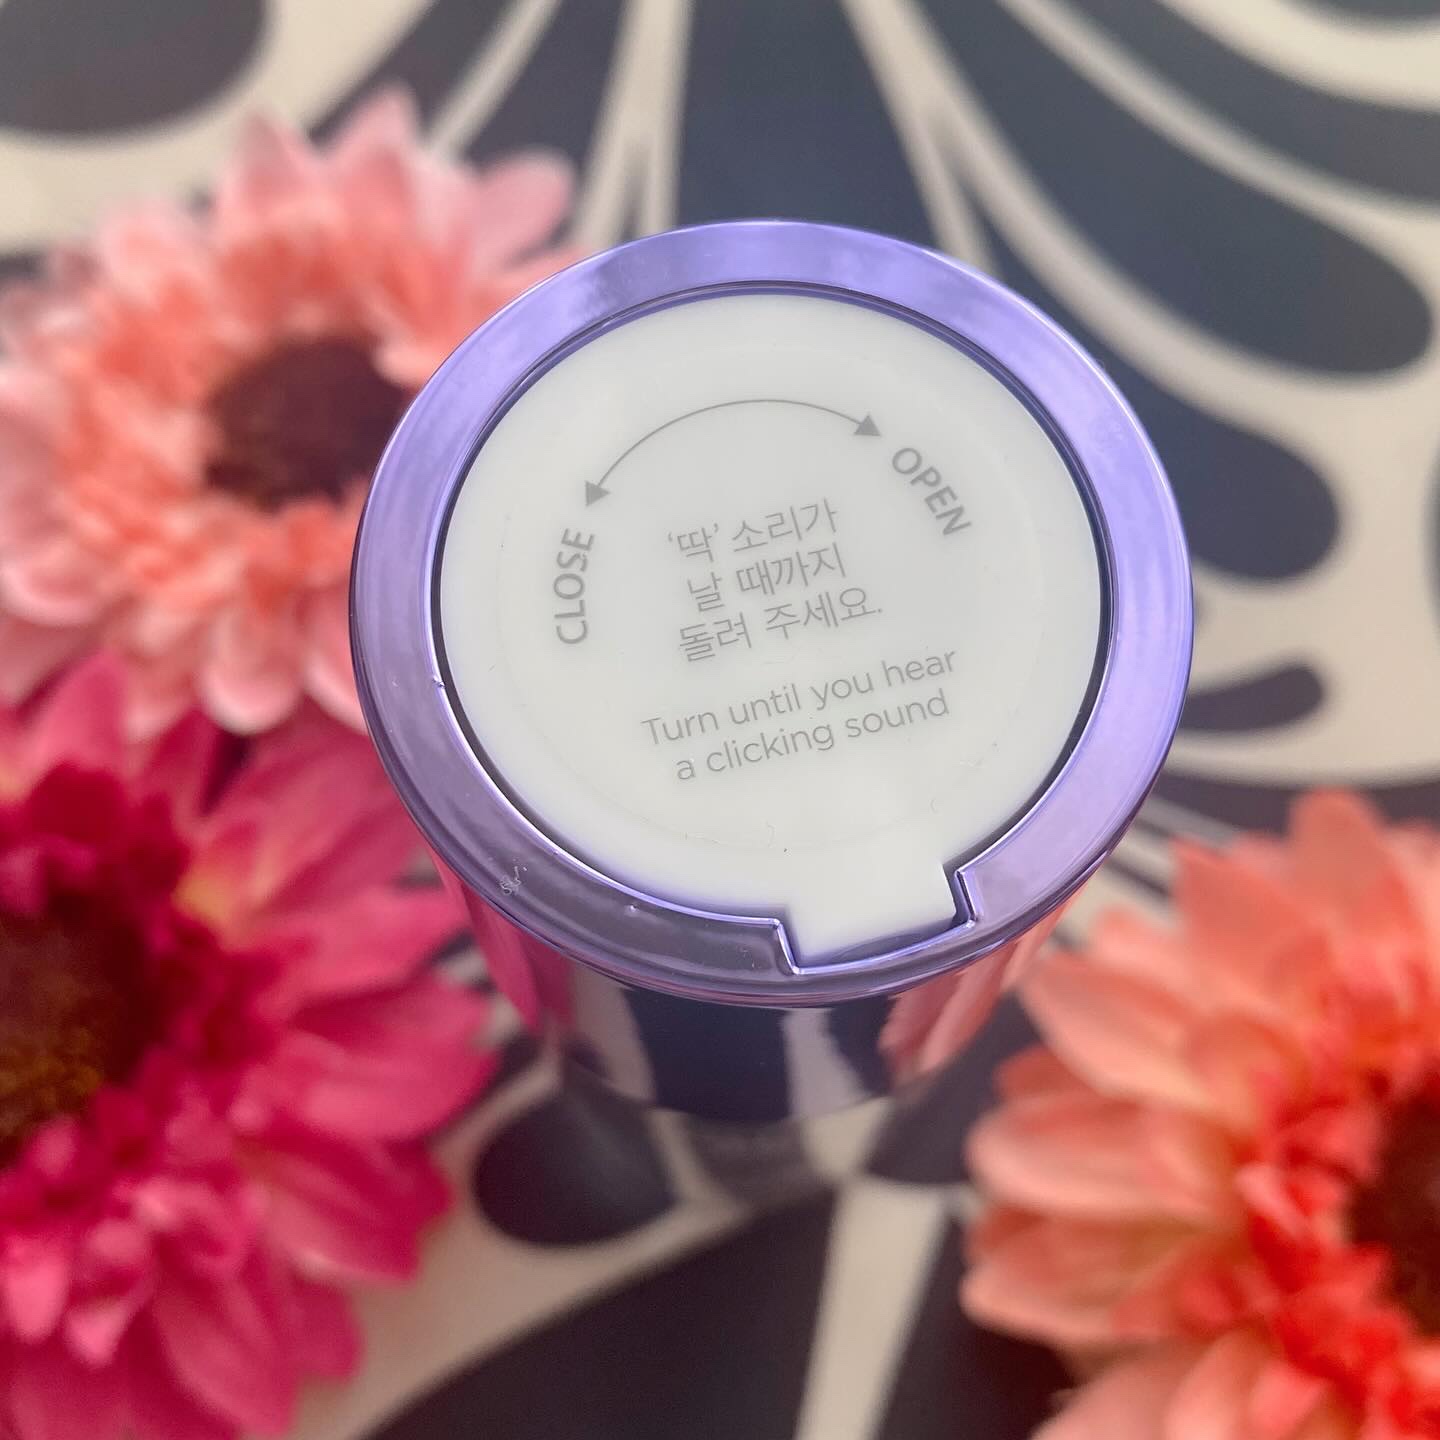 CLOSE
OPEN
‘딱’ 소리가
날 때까지
돌려 주세요.
Turn until you hear
a clicking sound